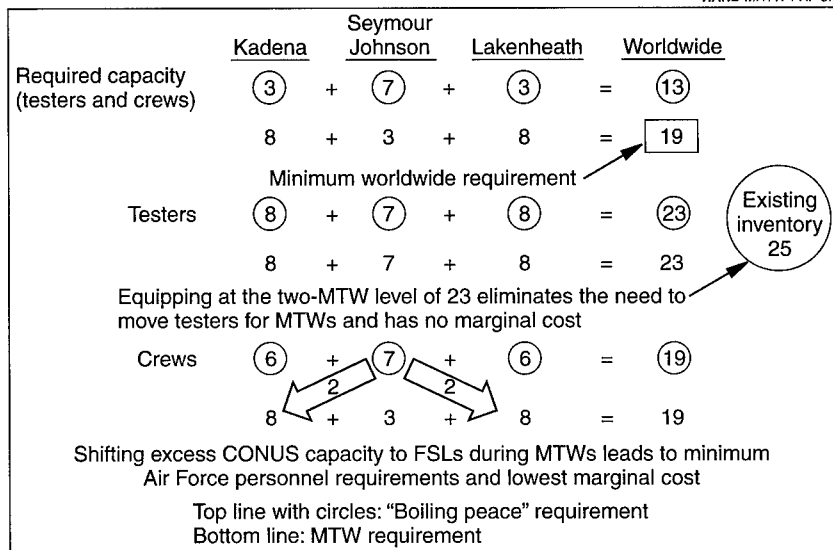 Kadena Seymour Johnson Lakenheath Worldwide
Required capacity (testers and crews) 3 + 7 + 3 = 13
8 + 3 + 8 = 19
Minimum worldwide requirement
Testers 8 + 7 + 8 = 23
Existing inventory 25
8 + 7 + 8 = 23
Equipping at the two-MTW level of 23 eliminates the need to
move testers for MTWs and has no marginal cost
Crews 6 + 7 + 6 = 19
2 2
8 + 3 + 8 = 19
Shifting excess CONUS capacity to FSLs during MTWs leads to minimum
Air Force personnel requirements and lowest marginal cost
Top line with circles: "Boiling peace" requirement
Bottom line: MTW requirement